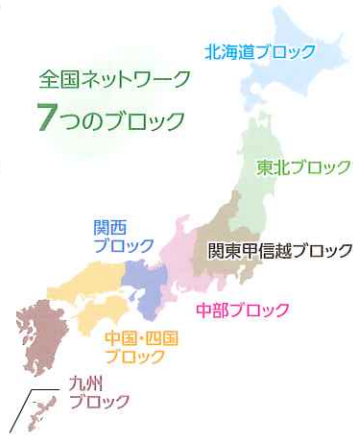 全国ネットワーク
7つのブロック
北海道ブロック
東北ブロック
関東甲信越ブロック
関西
ブロック
中部ブロック
中国・四国
ブロック
九州
ブロック